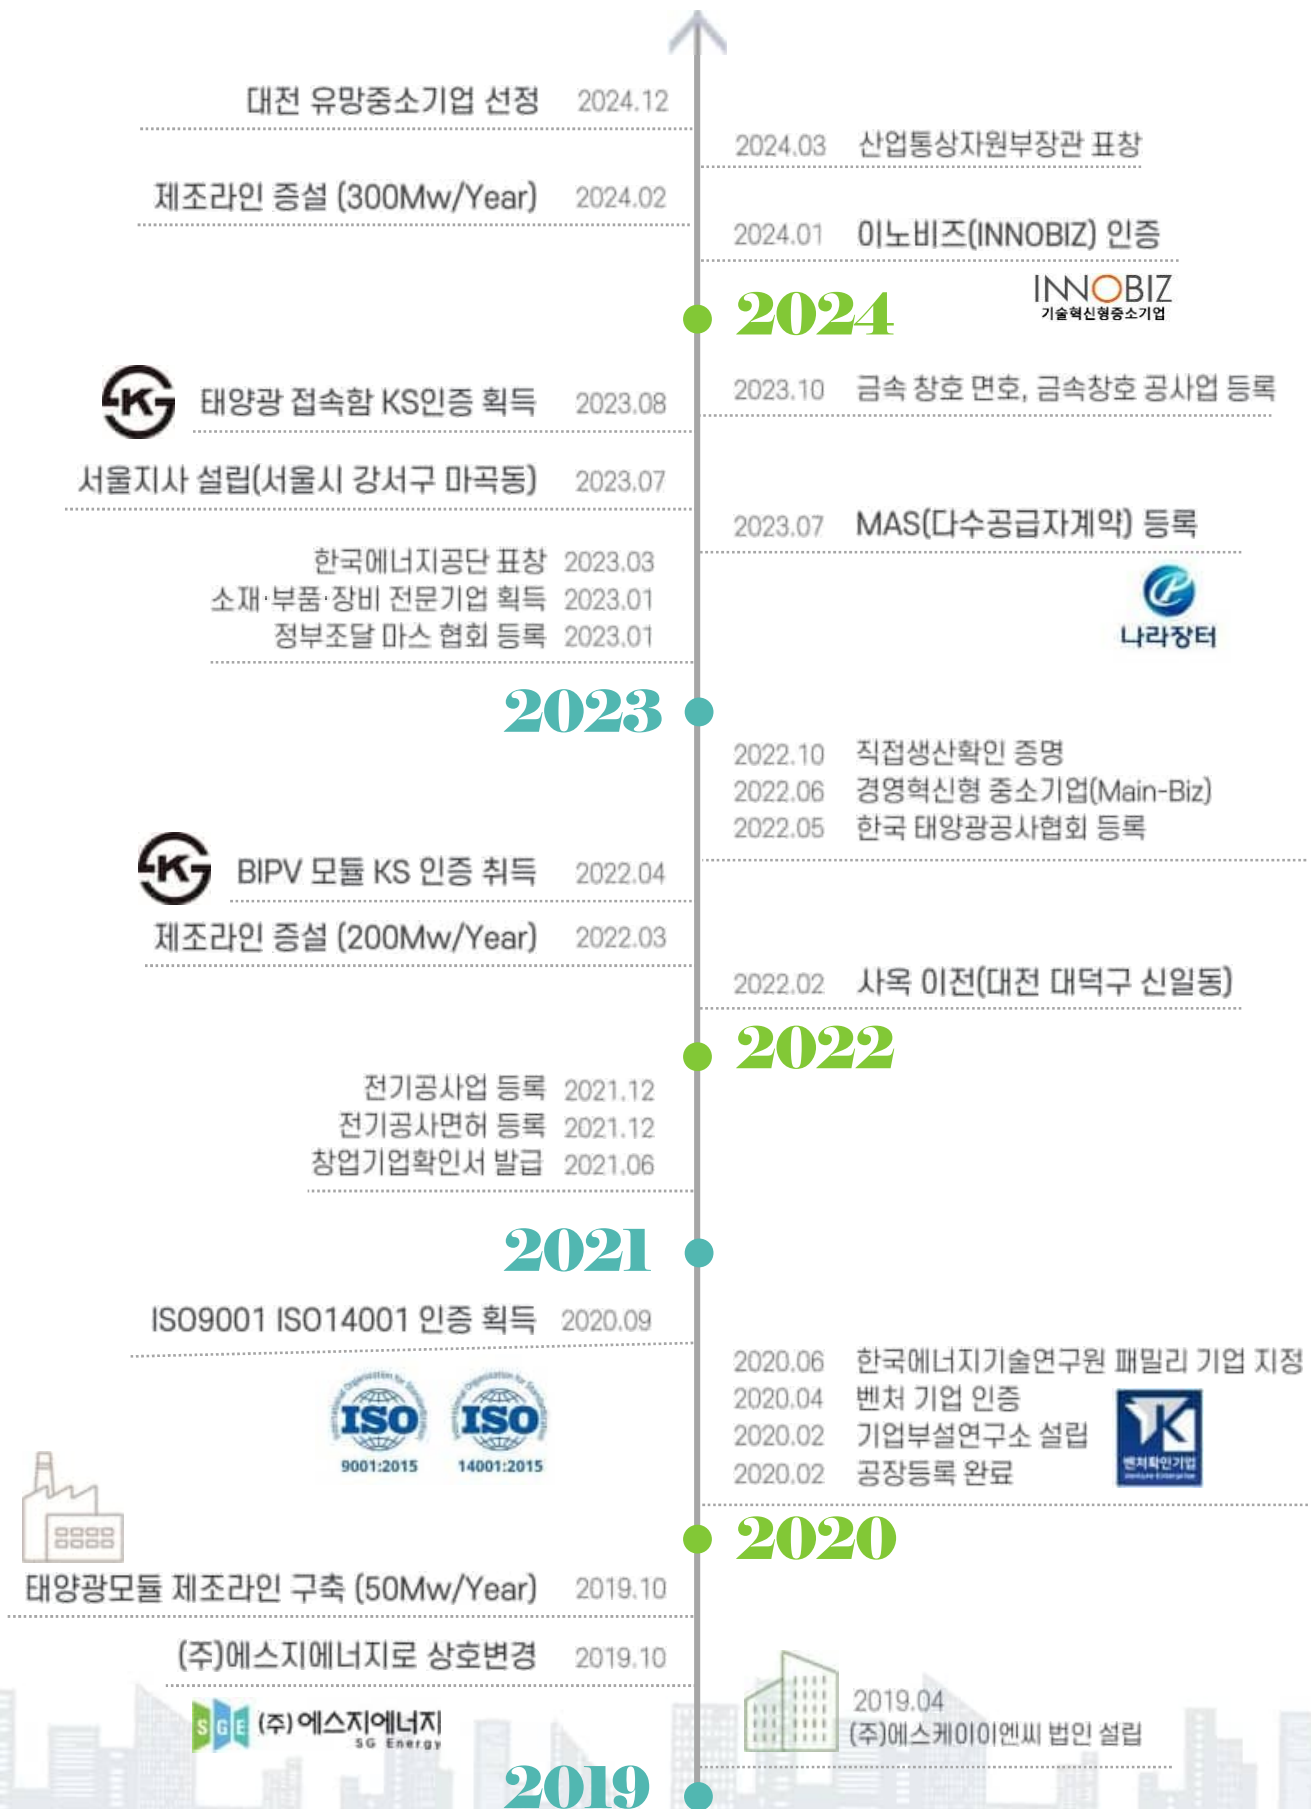 대전 유망중소기업 선정 2024.12
2024.03 산업통상자원부장관 표창
제조라인 증설 (300Mw/Year) 2024.02
2024.01 이노비즈(INNOBIZ) 인증
INNOBIZ
기술혁신형중소기업
2024
2023.10 금속 창호 면호, 금속창호 공사업 등록
K
태양광 접속함 KS인증 획득 2023.08
서울지사 설립(서울시 강서구 마곡동) 2023.07
2023.07 MAS(다수공급자계약) 등록
나라장터
한국에너지공단 표창 2023.03
소재·부품·장비 전문기업 획득 2023.01
정부조달 마스 협회 등록 2023.01
2023
2022.10 직접생산확인 증명
2022.06 경영혁신형 중소기업(Main-Biz)
2022.05 한국 태양광공사협회 등록
K
BIPV 모듈 KS 인증 취득 2022.04
제조라인 증설 (200Mw/Year) 2022.03
2022.02 사옥 이전(대전 대덕구 신일동)
2022
전기공사업 등록 2021.12
전기공사면허 등록 2021.12
창업기업확인서 발급 2021.06
2021
ISO9001 ISO14001 인증 획득 2020.09
International Organization for Standardization
ISO
9001:2015
International Organization for Standardization
ISO
14001:2015
2020.06 한국에너지기술연구원 패밀리 기업 지정
2020.04 벤처 기업 인증
2020.02 기업부설연구소 설립
2020.02 공장등록 완료
벤처확인기업
Venture Enterprise
2020
태양광모듈 제조라인 구축 (50Mw/Year) 2019.10
(주)에스지에너지로 상호변경 2019.10
SGE (주)에스지에너지
SG Energy
2019.04
(주)에스케이이엔씨 법인 설립
2019